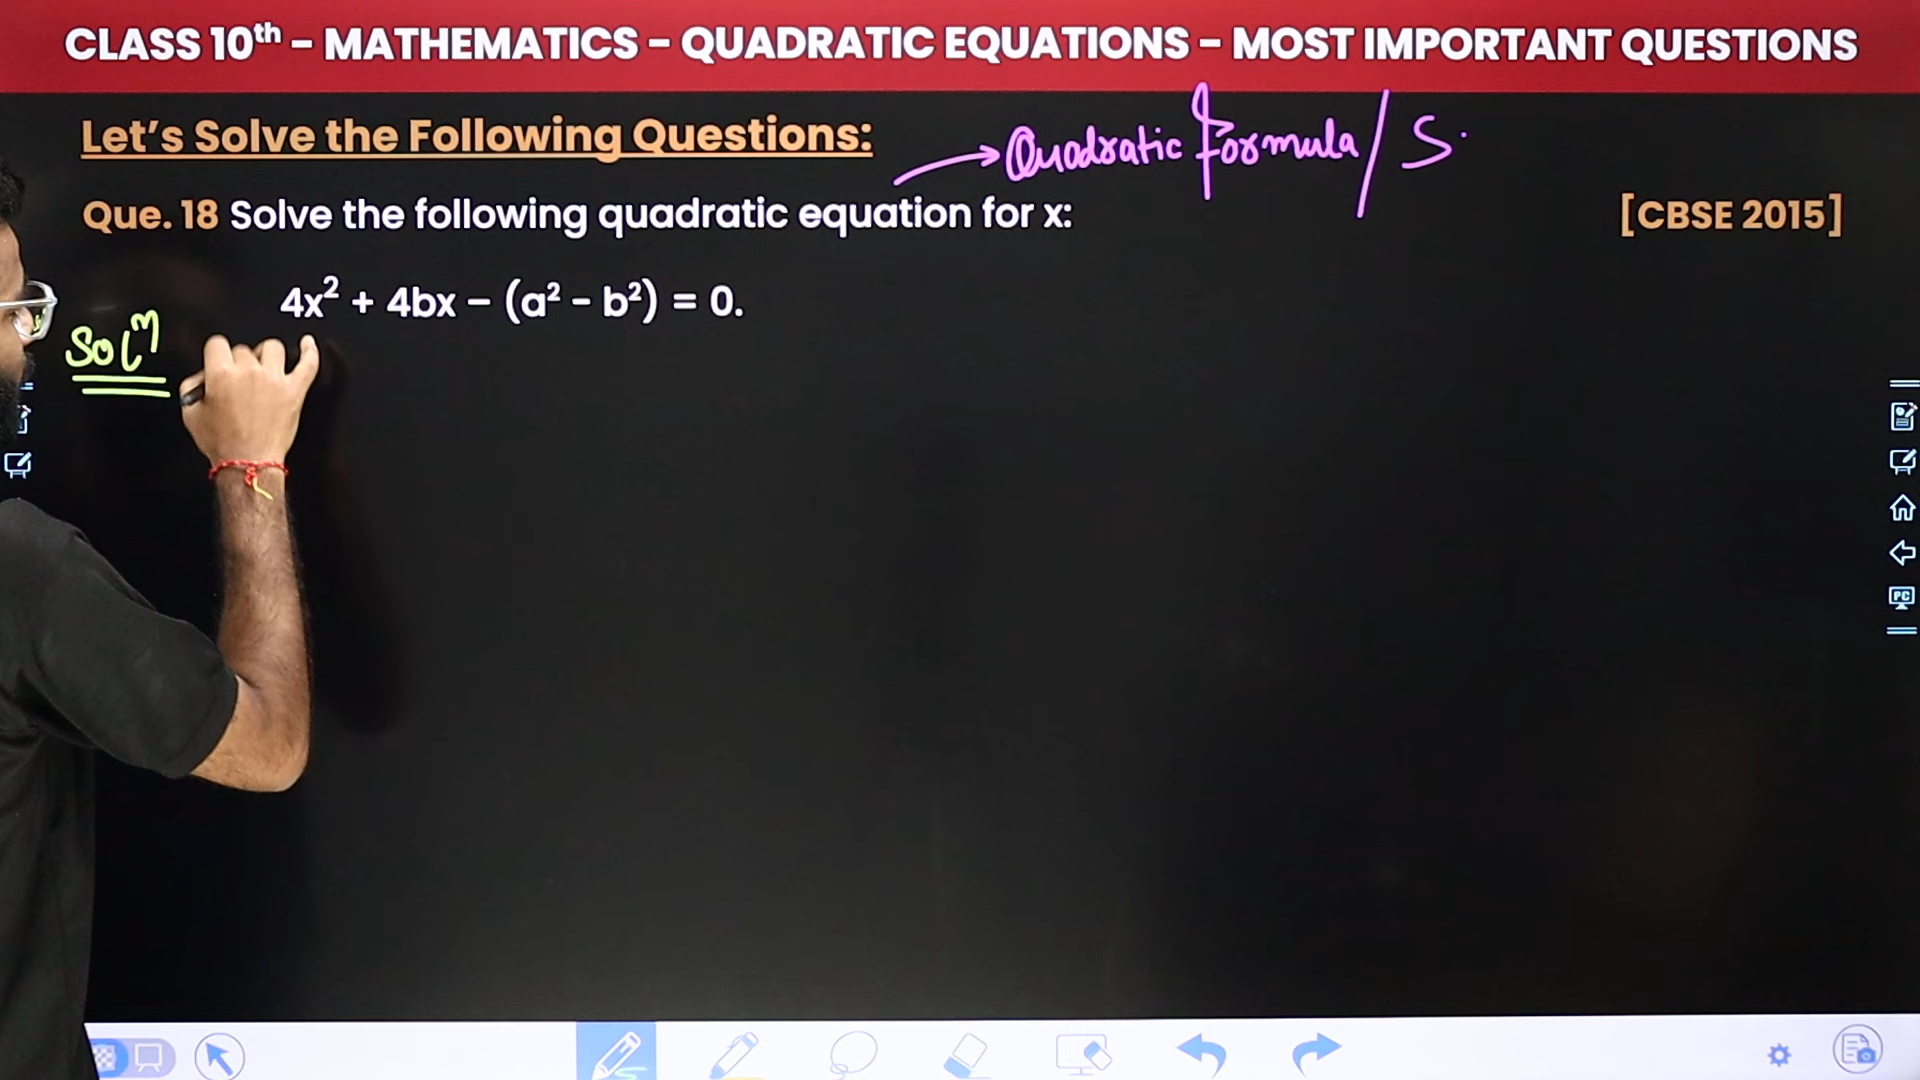 CLASS 10th - MATHEMATICS - QUADRATIC EQUATIONS - MOST IMPORTANT QUESTIONS
Let's Solve the Following Questions:
Quadratic formula / S.
Que. 18 Solve the following quadratic equation for x:
[CBSE 2015]
4x² + 4bx – (a² – b²) = 0.
Solⁿ
PC